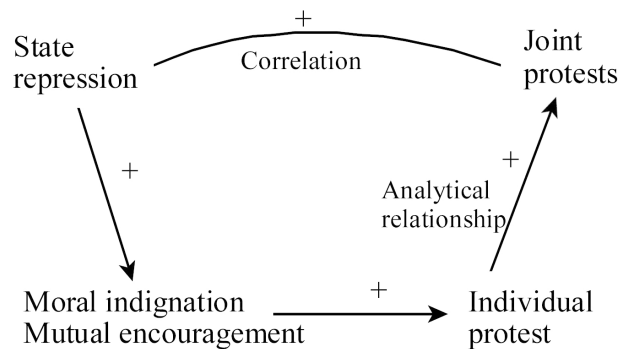 +
State
repression
Correlation
Joint
protests
+
+
Analytical
relationship
Moral indignation
Mutual encouragement
+
Individual
protest